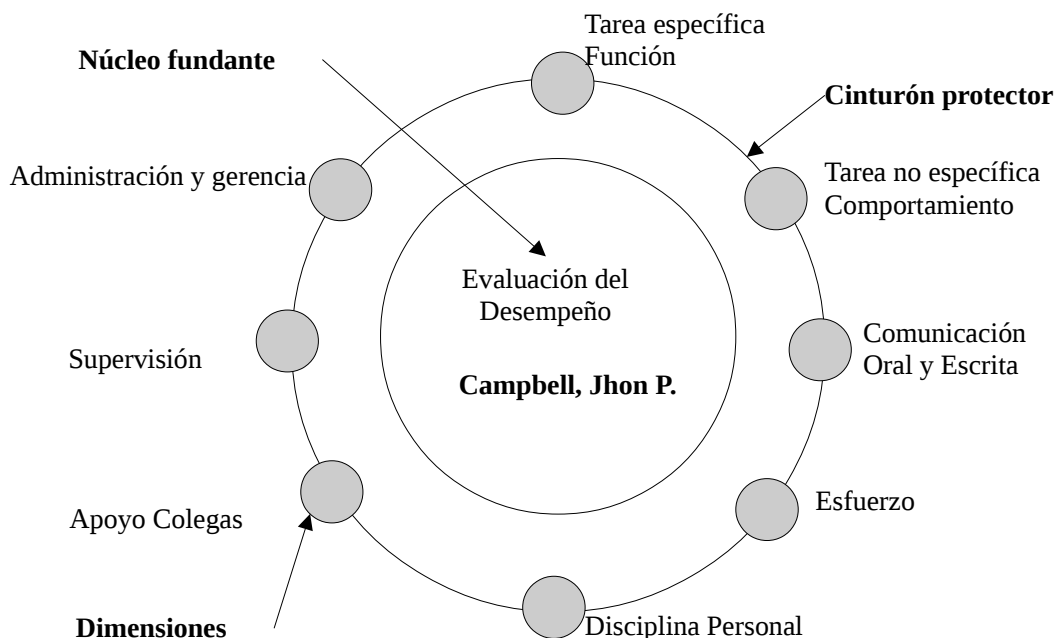 Tarea específica
Función
Núcleo fundante
Cinturón protector
Administración y gerencia
Tarea no específica
Comportamiento
Evaluación del
Desempeño
Supervisión
Comunicación
Oral y Escrita
Campbell, Jhon P.
Esfuerzo
Apoyo Colegas
Dimensiones
Disciplina Personal